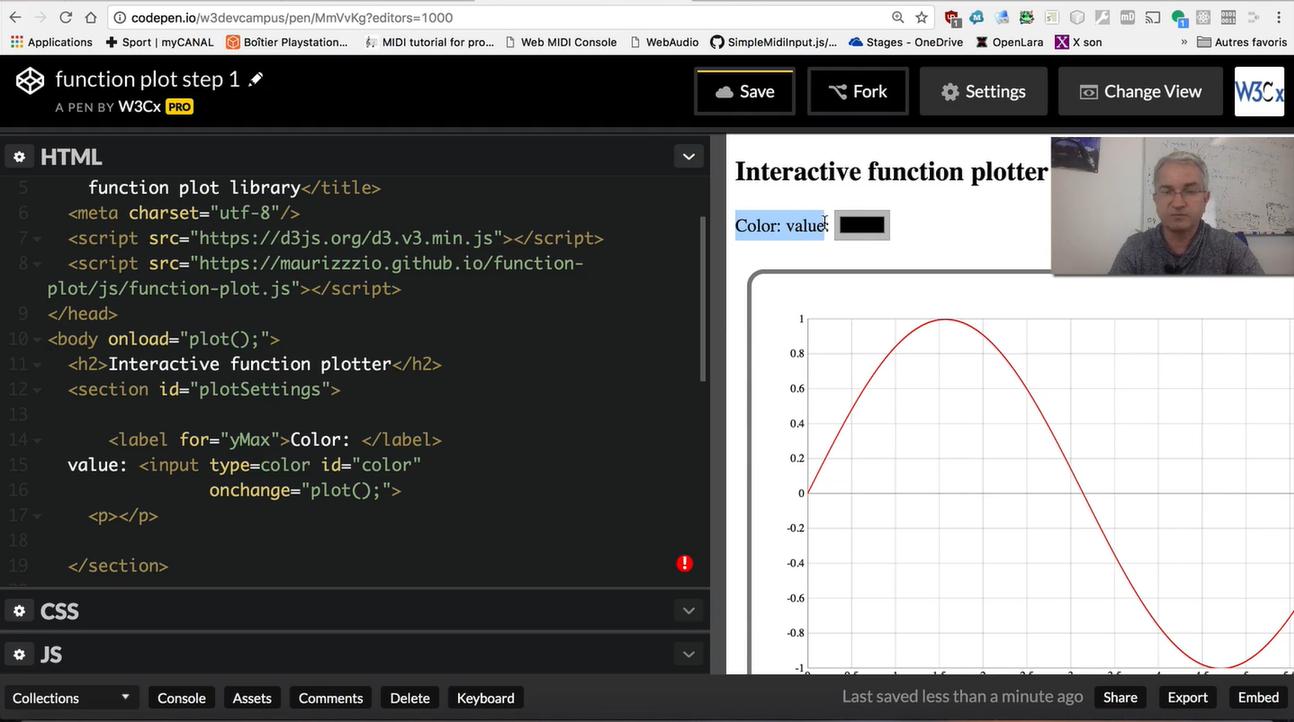 codepen.io/w3devcampus/pen/MmVvKg?editors=1000
Applications Sport | myCANAL Boîtier Playstation... MIDI tutorial for pro... Web MIDI Console WebAudio SimpleMidiInput.js/... Stages - OneDrive OpenLara X son » Autres favoris
function plot step 1
A PEN BY W3Cx PRO
Save Fork Settings Change View W3Cx
HTML
5 function plot library</title>
6 <meta charset="utf-8"/>
7 <script src="https://d3js.org/d3.v3.min.js"></script>
8 <script src="https://maurizzzio.github.io/function-
plot/js/function-plot.js"></script>
9 </head>
10 <body onload="plot();">
11 <h2>Interactive function plotter</h2>
12 <section id="plotSettings">
13
14 <label for="yMax">Color: </label>
15 value: <input type=color id="color"
16 onchange="plot();">
17 <p></p>
18
19 </section>
CSS
JS
Interactive function plotter
Color: value:
1
0.8
0.6
0.4
0.2
0
-0.2
-0.4
-0.6
-0.8
-1
Collections Console Assets Comments Delete Keyboard Last saved less than a minute ago Share Export Embed